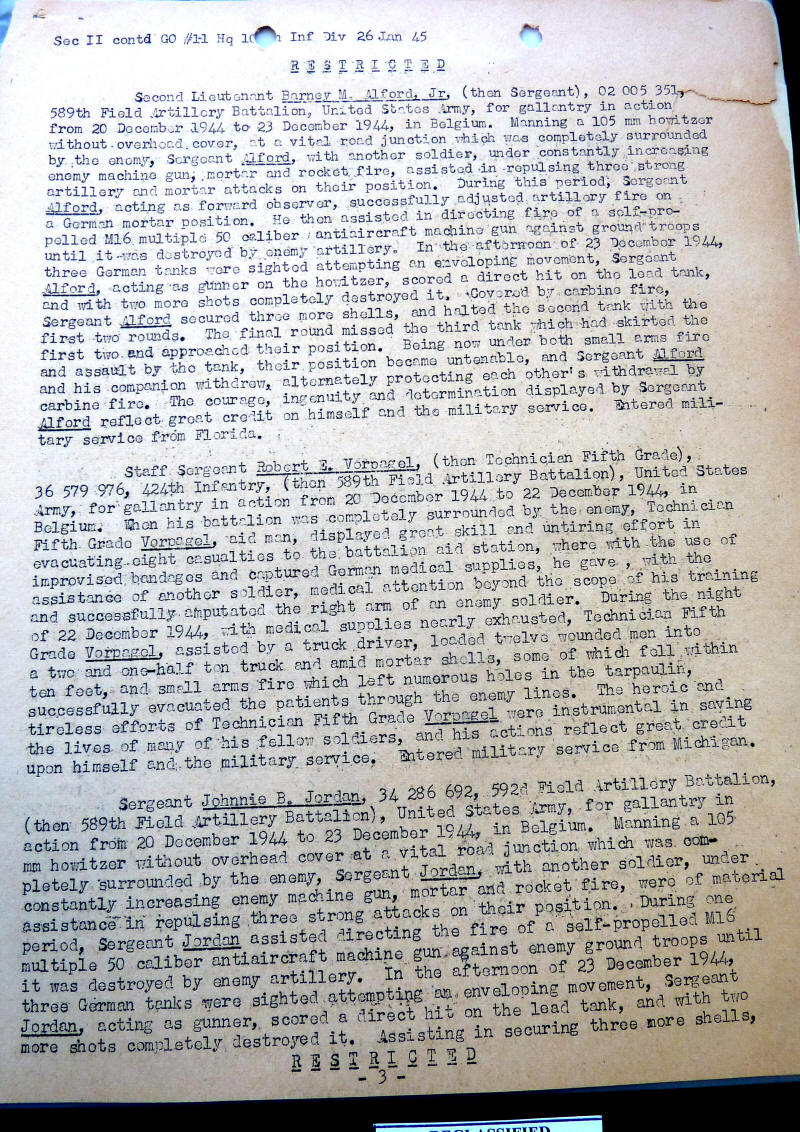 Sec II contd GO #11 Hq Inf Div 26 Jan 45
RESTRICTED
Second Lieutenant Barney M. Alford, Jr, (then Sergeant), 02 005 351,
589th Field Artillery Battalion, United States Army, for gallantry in action
from 20 December 1944 to 23 December 1944, in Belgium. Manning a 105 mm howitzer
without overhead cover, at a vital road junction which was completely surrounded
by the enemy, Sergeant Alford, with another soldier, under constantly increasing
enemy machine gun, mortar and rocket fire, assisted in repulsing three strong
artillery and mortar attacks on their position. During this period, Sergeant
Alford, acting as forward observer, successfully adjusted artillery fire on
a German mortar position. He then assisted in directing fire of a self-pro-
pelled M16 multiple 50 caliber antiaircraft machine gun against ground troops
until it was destroyed by enemy artillery. In the afternoon of 23 December 1944,
three German tanks were sighted attempting an enveloping movement, Sergeant
Alford, acting as gunner on the howitzer, scored a direct hit on the lead tank,
and with two more shots completely destroyed it. Covered by carbine fire,
Sergeant Alford secured three more shells, and halted the second tank with the
first two rounds. The final round missed the third tank which had skirted the
first two and approached their position. Being now under both small arms fire
and assault by the tank, their position became untenable, and Sergeant Alford
and his companion withdrew, alternately protecting each other's withdrawal by
carbine fire. The courage, ingenuity and determination displayed by Sergeant
Alford reflect great credit on himself and the military service. Entered mili-
tary service from Florida.
Staff Sergeant Robert E. Vorpagel, (then Technician Fifth Grade),
36 579 976, 424th Infantry, (then 589th Field Artillery Battalion), United States
Army, for gallantry in action from 20 December 1944 to 22 December 1944, in
Belgium. When his battalion was completely surrounded by the enemy, Technician
Fifth Grade Vorpagel, aid man, displayed great skill and untiring effort in
evacuating eight casualties to the battalion aid station, where with the use of
improvised bandages and captured German medical supplies, he gave, with the
assistance of another soldier, medical attention beyond the scope of his training
and successfully amputated the right arm of an enemy soldier. During the night
of 22 December 1944, with medical supplies nearly exhausted, Technician Fifth
Grade Vorpagel, assisted by a truck driver, loaded twelve wounded men into
a two and one-half ton truck and amid mortar shells, some of which fell within
ten feet, and small arms fire which left numerous holes in the tarpaulin,
successfully evacuated the patients through the enemy lines. The heroic and
tireless efforts of Technician Fifth Grade Vorpagel were instrumental in saving
the lives of many of his fellow soldiers, and his actions reflect great credit
upon himself and the military service. Entered military service from Michigan.
Sergeant Johnnie B. Jordan, 34 286 692, 592d Field Artillery Battalion,
(then 589th Field Artillery Battalion), United States Army, for gallantry in
action from 20 December 1944 to 23 December 1944, in Belgium. Manning a 105
mm howitzer without overhead cover at a vital road junction which was com-
pletely surrounded by the enemy, Sergeant Jordan, with another soldier, under
constantly increasing enemy machine gun, mortar and rocket fire, were of material
assistance in repulsing three strong attacks on their position. During one
period, Sergeant Jordan assisted directing the fire of a self-propelled M16
multiple 50 caliber antiaircraft machine gun against enemy ground troops until
it was destroyed by enemy artillery. In the afternoon of 23 December 1944,
three German tanks were sighted attempting an enveloping movement, Sergeant
Jordan, acting as gunner, scored a direct hit on the lead tank, and with two
more shots completely destroyed it. Assisting in securing three more shells,
RESTRICTED
- 3 -
DECLASSIFIED